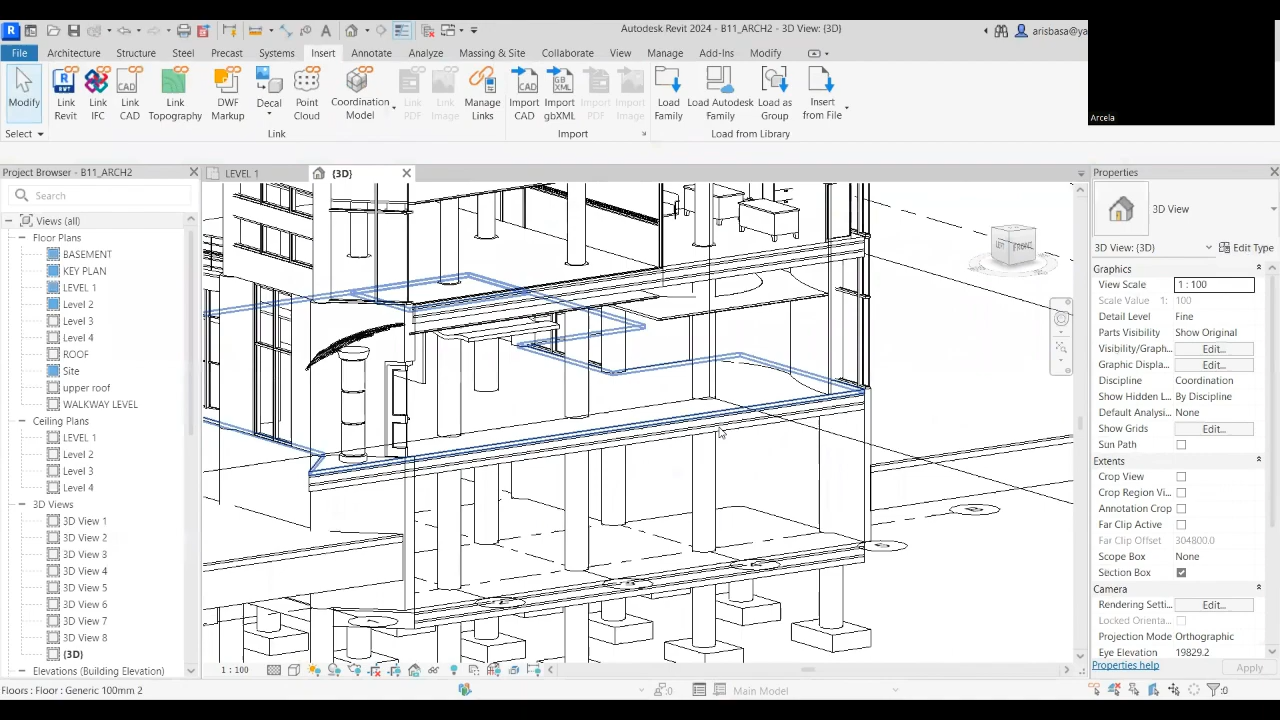 Autodesk Revit 2024 - B11_ARCH2 - 3D View: {3D}
arisbasa@ya
File Architecture Structure Steel Precast Systems Insert Annotate Analyze Massing & Site Collaborate View Manage Add-Ins Modify
Modify
Link Revit
Link IFC
Link CAD
Link Topography
DWF Markup
Decal
Point Cloud
Coordination Model
Link PDF
Link Image
Manage Links
Import CAD
Import gbXML
Import PDF
Import Image
Load Family
Load Autodesk Family
Load as Group
Insert from File
Arcela
Select Link Import Load from Library
Project Browser - B11_ARCH2
LEVEL 1
{3D}
Properties
Search
Views (all)
Floor Plans
BASEMENT
KEY PLAN
LEVEL 1
Level 2
Level 3
Level 4
ROOF
Site
upper roof
WALKWAY LEVEL
Ceiling Plans
LEVEL 1
Level 2
Level 3
Level 4
3D Views
3D View 1
3D View 2
3D View 3
3D View 4
3D View 5
3D View 6
3D View 7
3D View 8
{3D}
Elevations (Building Elevation)
LEFT FRONT
3D View
3D View: {3D} Edit Type
Graphics
View Scale 1 : 100
Scale Value 1: 100
Detail Level Fine
Parts Visibility Show Original
Visibility/Graph... Edit...
Graphic Displa... Edit...
Discipline Coordination
Show Hidden L... By Discipline
Default Analysi... None
Show Grids Edit...
Sun Path
Extents
Crop View
Crop Region Vi...
Annotation Crop
Far Clip Active
Far Clip Offset 304800.0
Scope Box None
Section Box
Camera
Rendering Setti... Edit...
Locked Orienta...
Projection Mode Orthographic
Eye Elevation 19829.2
Properties help Apply
1 : 100
Floors : Floor : Generic 100mm 2
:0
Main Model
:0